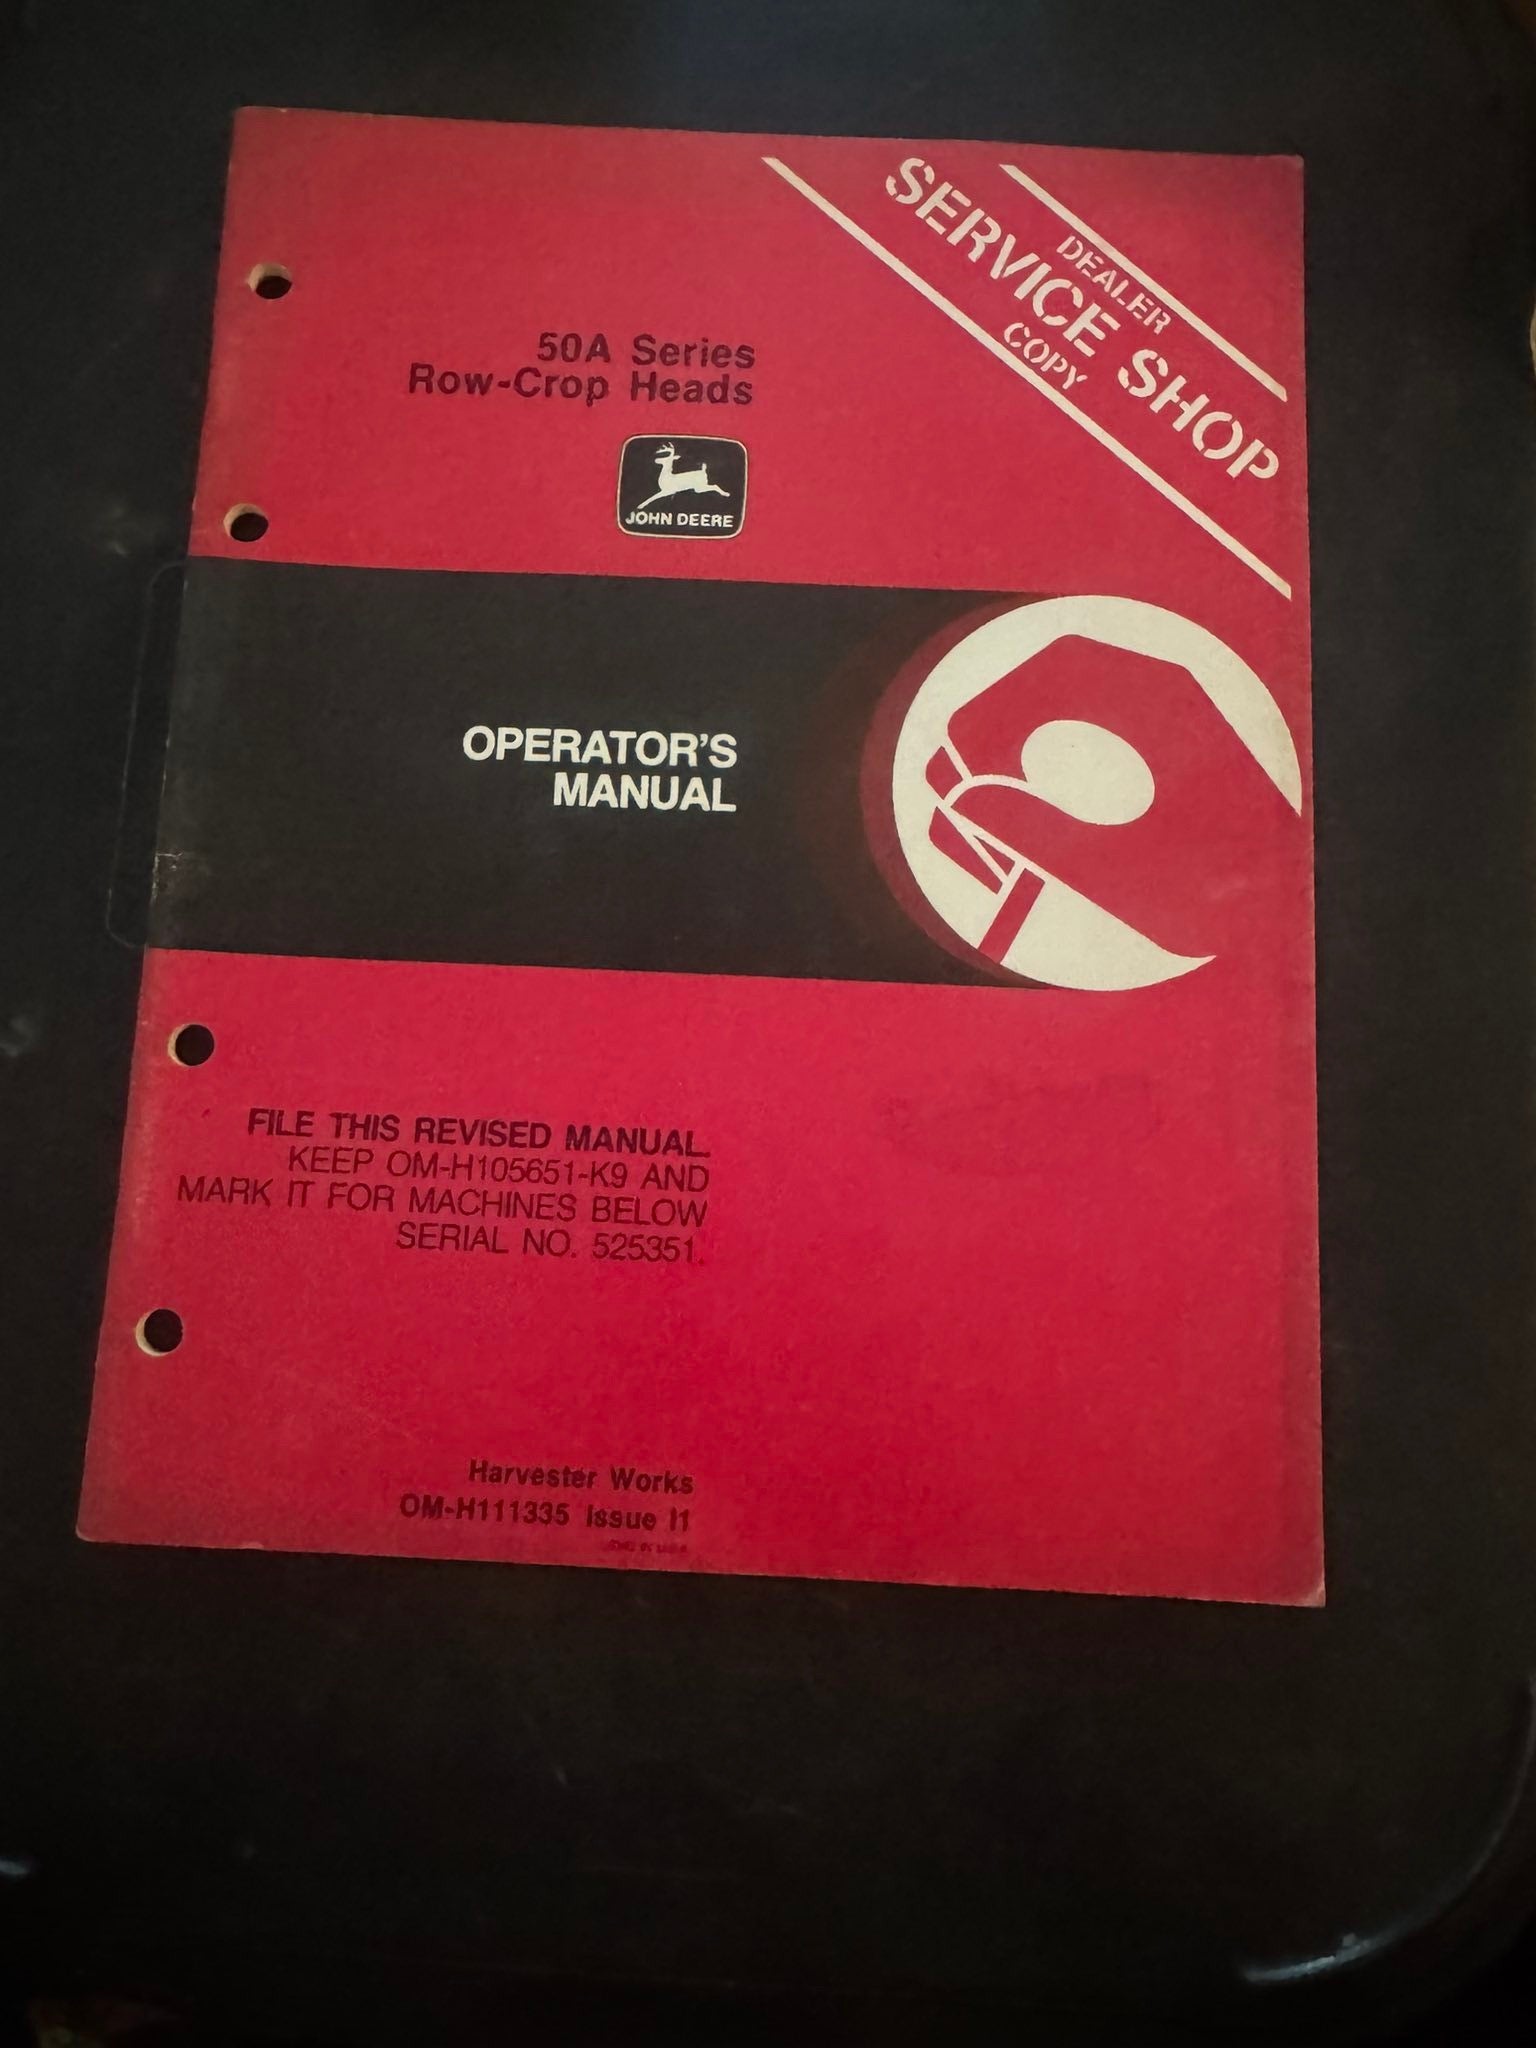 DEALER
SERVICE SHOP
COPY
50A Series
Row-Crop Heads
JOHN DEERE
OPERATOR'S
MANUAL
FILE THIS REVISED MANUAL.
KEEP OM-H105651-K9 AND
MARK IT FOR MACHINES BELOW
SERIAL NO. 525351.
Harvester Works
OM-H111335 Issue I1